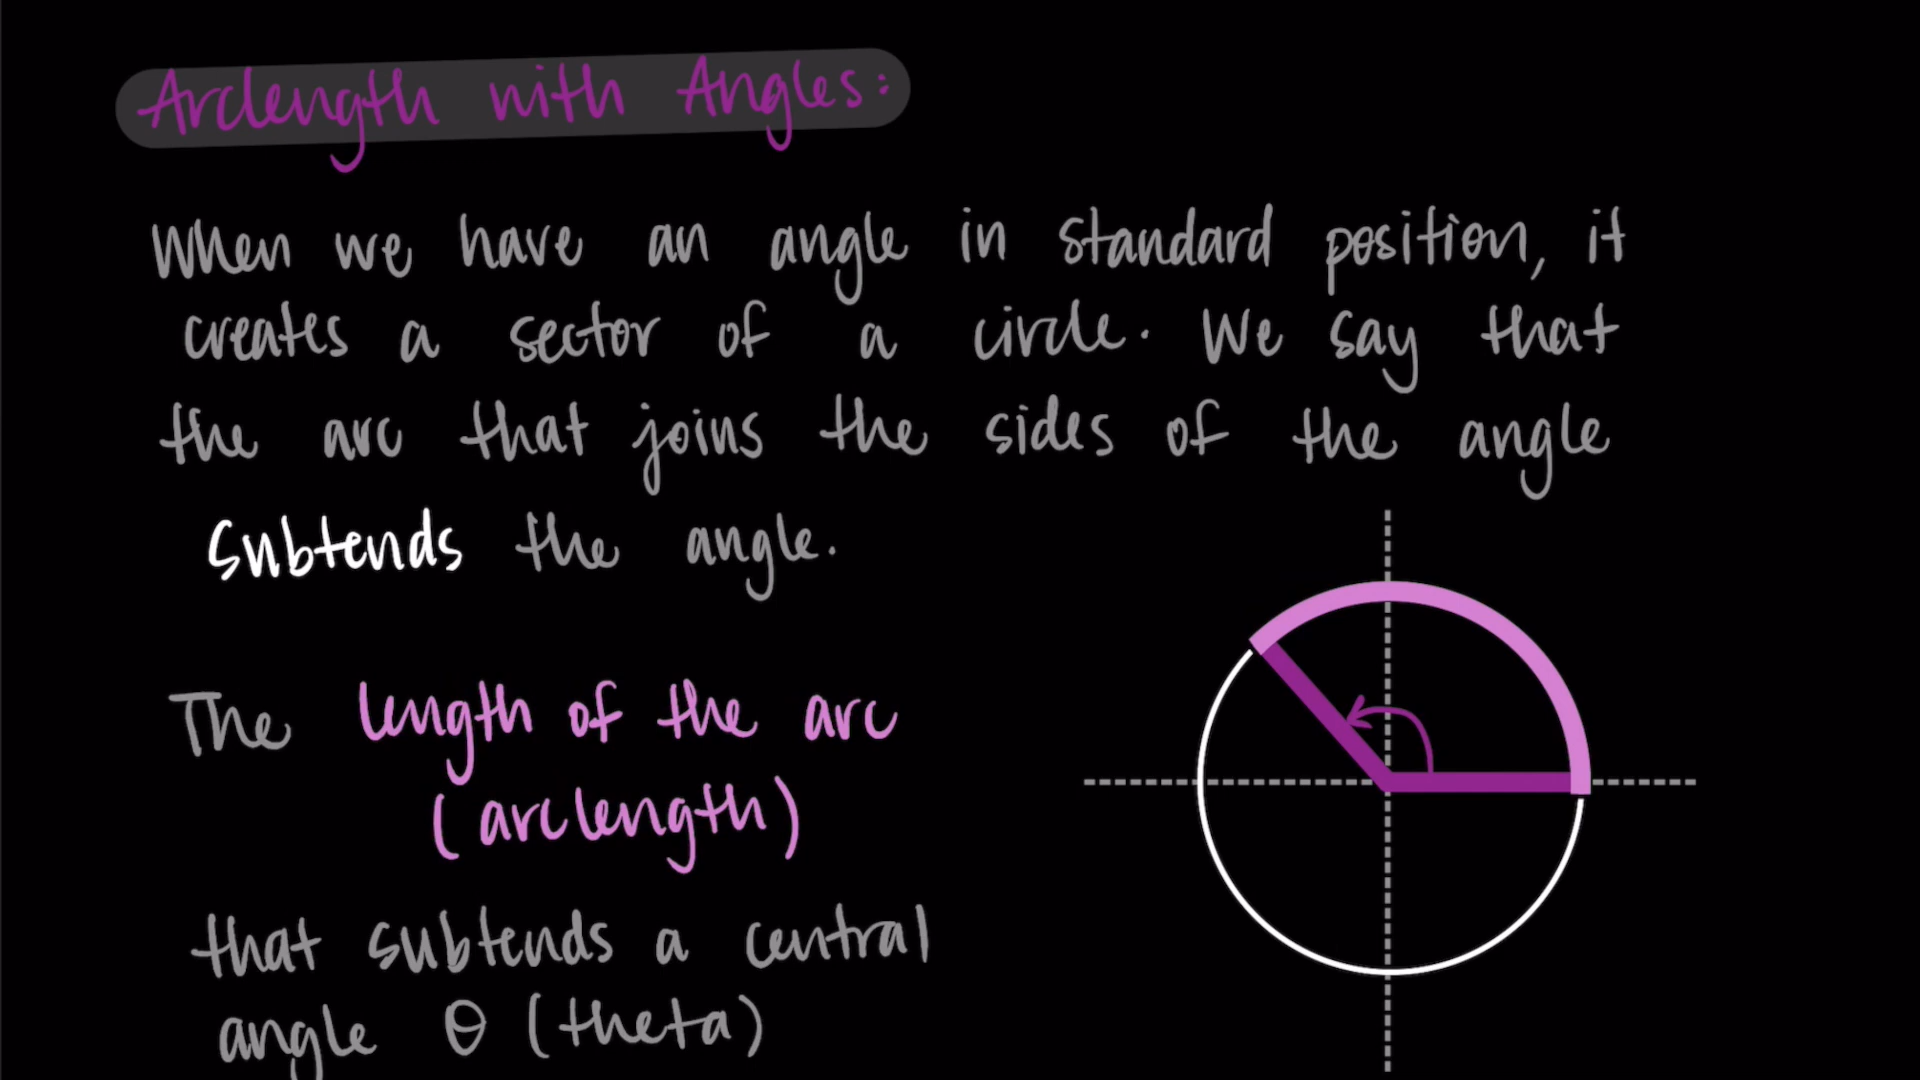 Arclength with Angles:
When we have an angle in standard position, it
creates a sector of a circle. We say that
the arc that joins the sides of the angle
subtends the angle.
The length of the arc
(arclength)
that subtends a central
angle θ (theta)